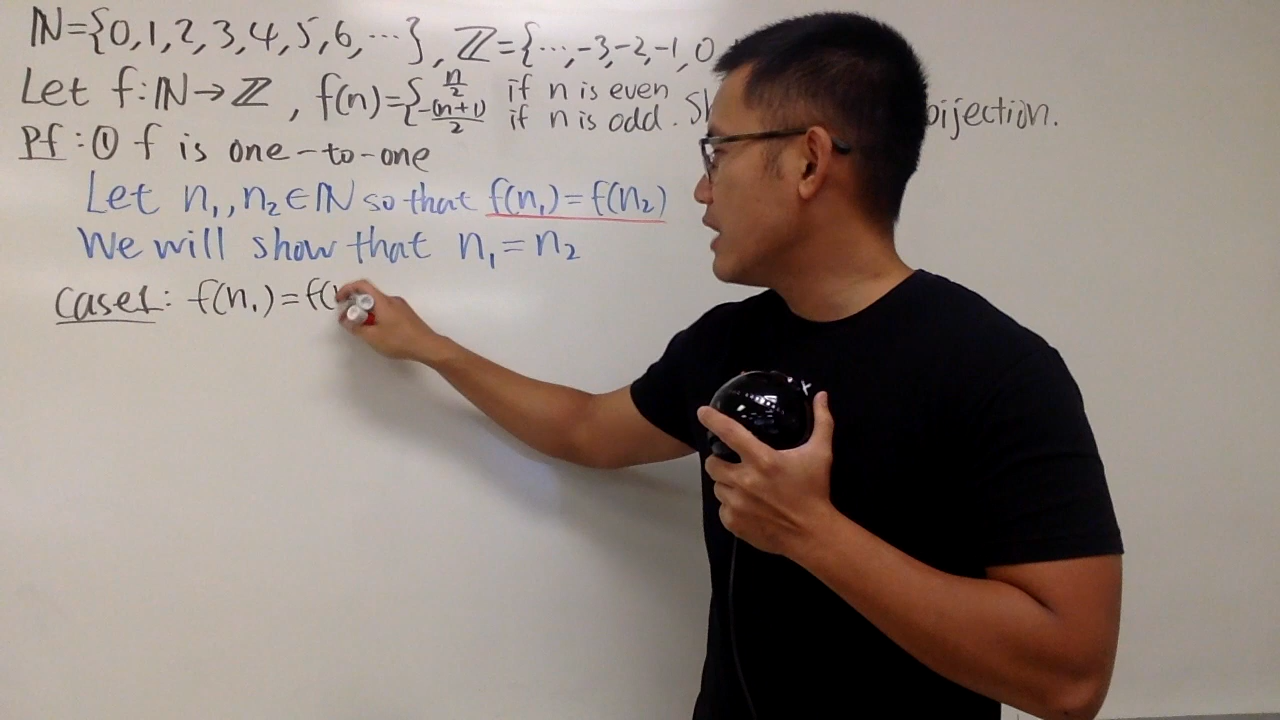 ℕ={0,1,2,3,4,5,6,⋯}, ℤ={⋯,-3,-2,-1,0
Let f:ℕ→ℤ, f(n)={n/2 if n is even
-(n+1)/2 if n is odd. bijection.
Pf: ① f is one-to-one
Let n₁,n₂∈ℕ so that f(n₁)=f(n₂)
We will show that n₁=n₂
Case1: f(n₁)=f(